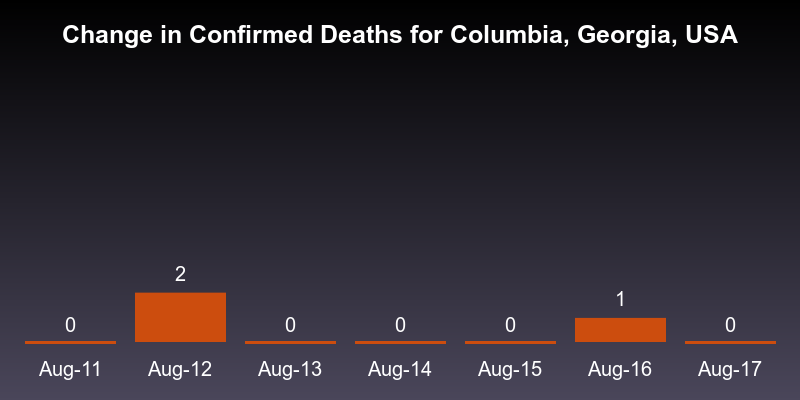 Change in Confirmed Deaths for Columbia, Georgia, USA
0 2 0 0 0 1 0
Aug-11 Aug-12 Aug-13 Aug-14 Aug-15 Aug-16 Aug-17